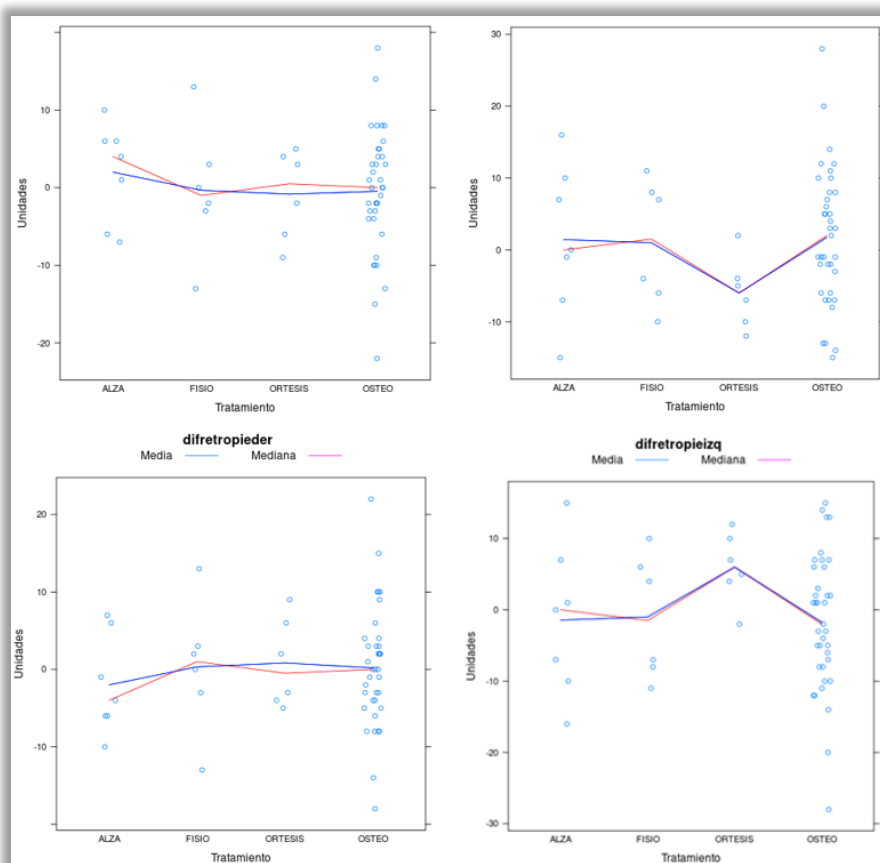 30
20
10
0
-10
-20
Unidades
ALZA FISIO ORTESIS OSTEO
Tratamiento
10
0
-10
Unidades
ALZA FISIO ORTESIS OSTEO
Tratamiento
difretropieder
Media Mediana
20
10
0
-10
Unidades
ALZA FISIO ORTESIS OSTEO
Tratamiento
difretropieizq
Media Mediana
10
0
-10
-20
-30
Unidades
ALZA FISIO ORTESIS OSTEO
Tratamiento